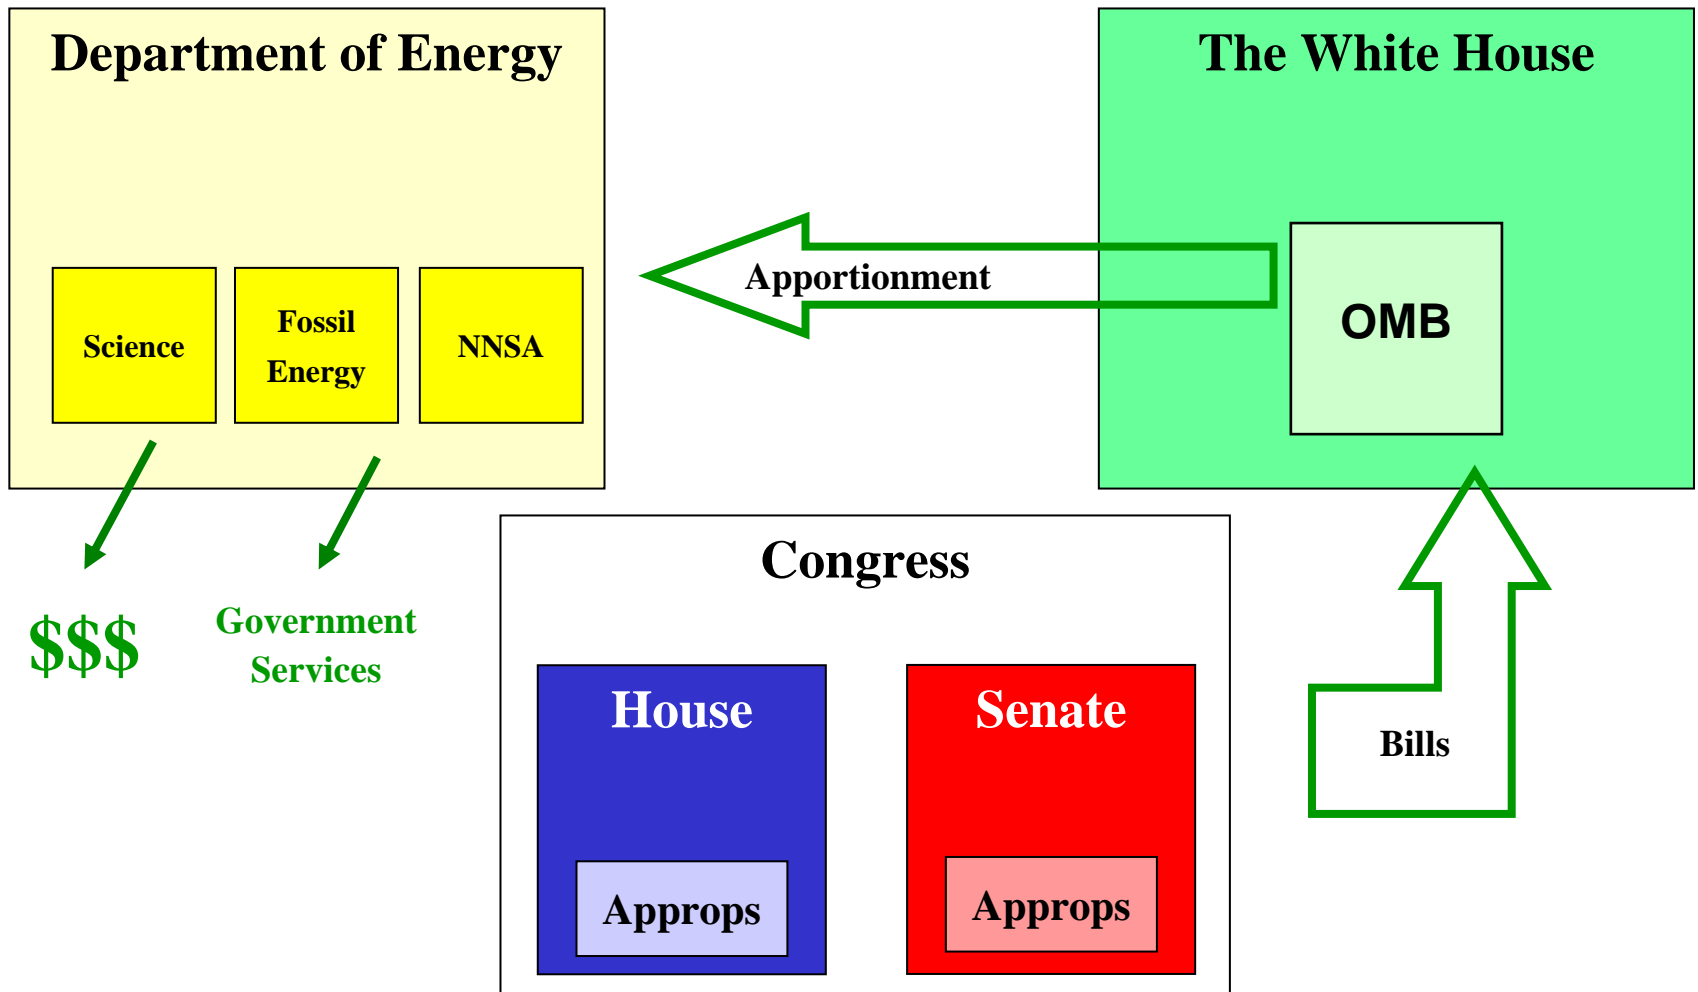 Department of Energy
The White House
Apportionment
OMB
Science
Fossil
Energy
NNSA
Congress
$$$
Government
Services
House
Senate
Bills
Approps
Approps